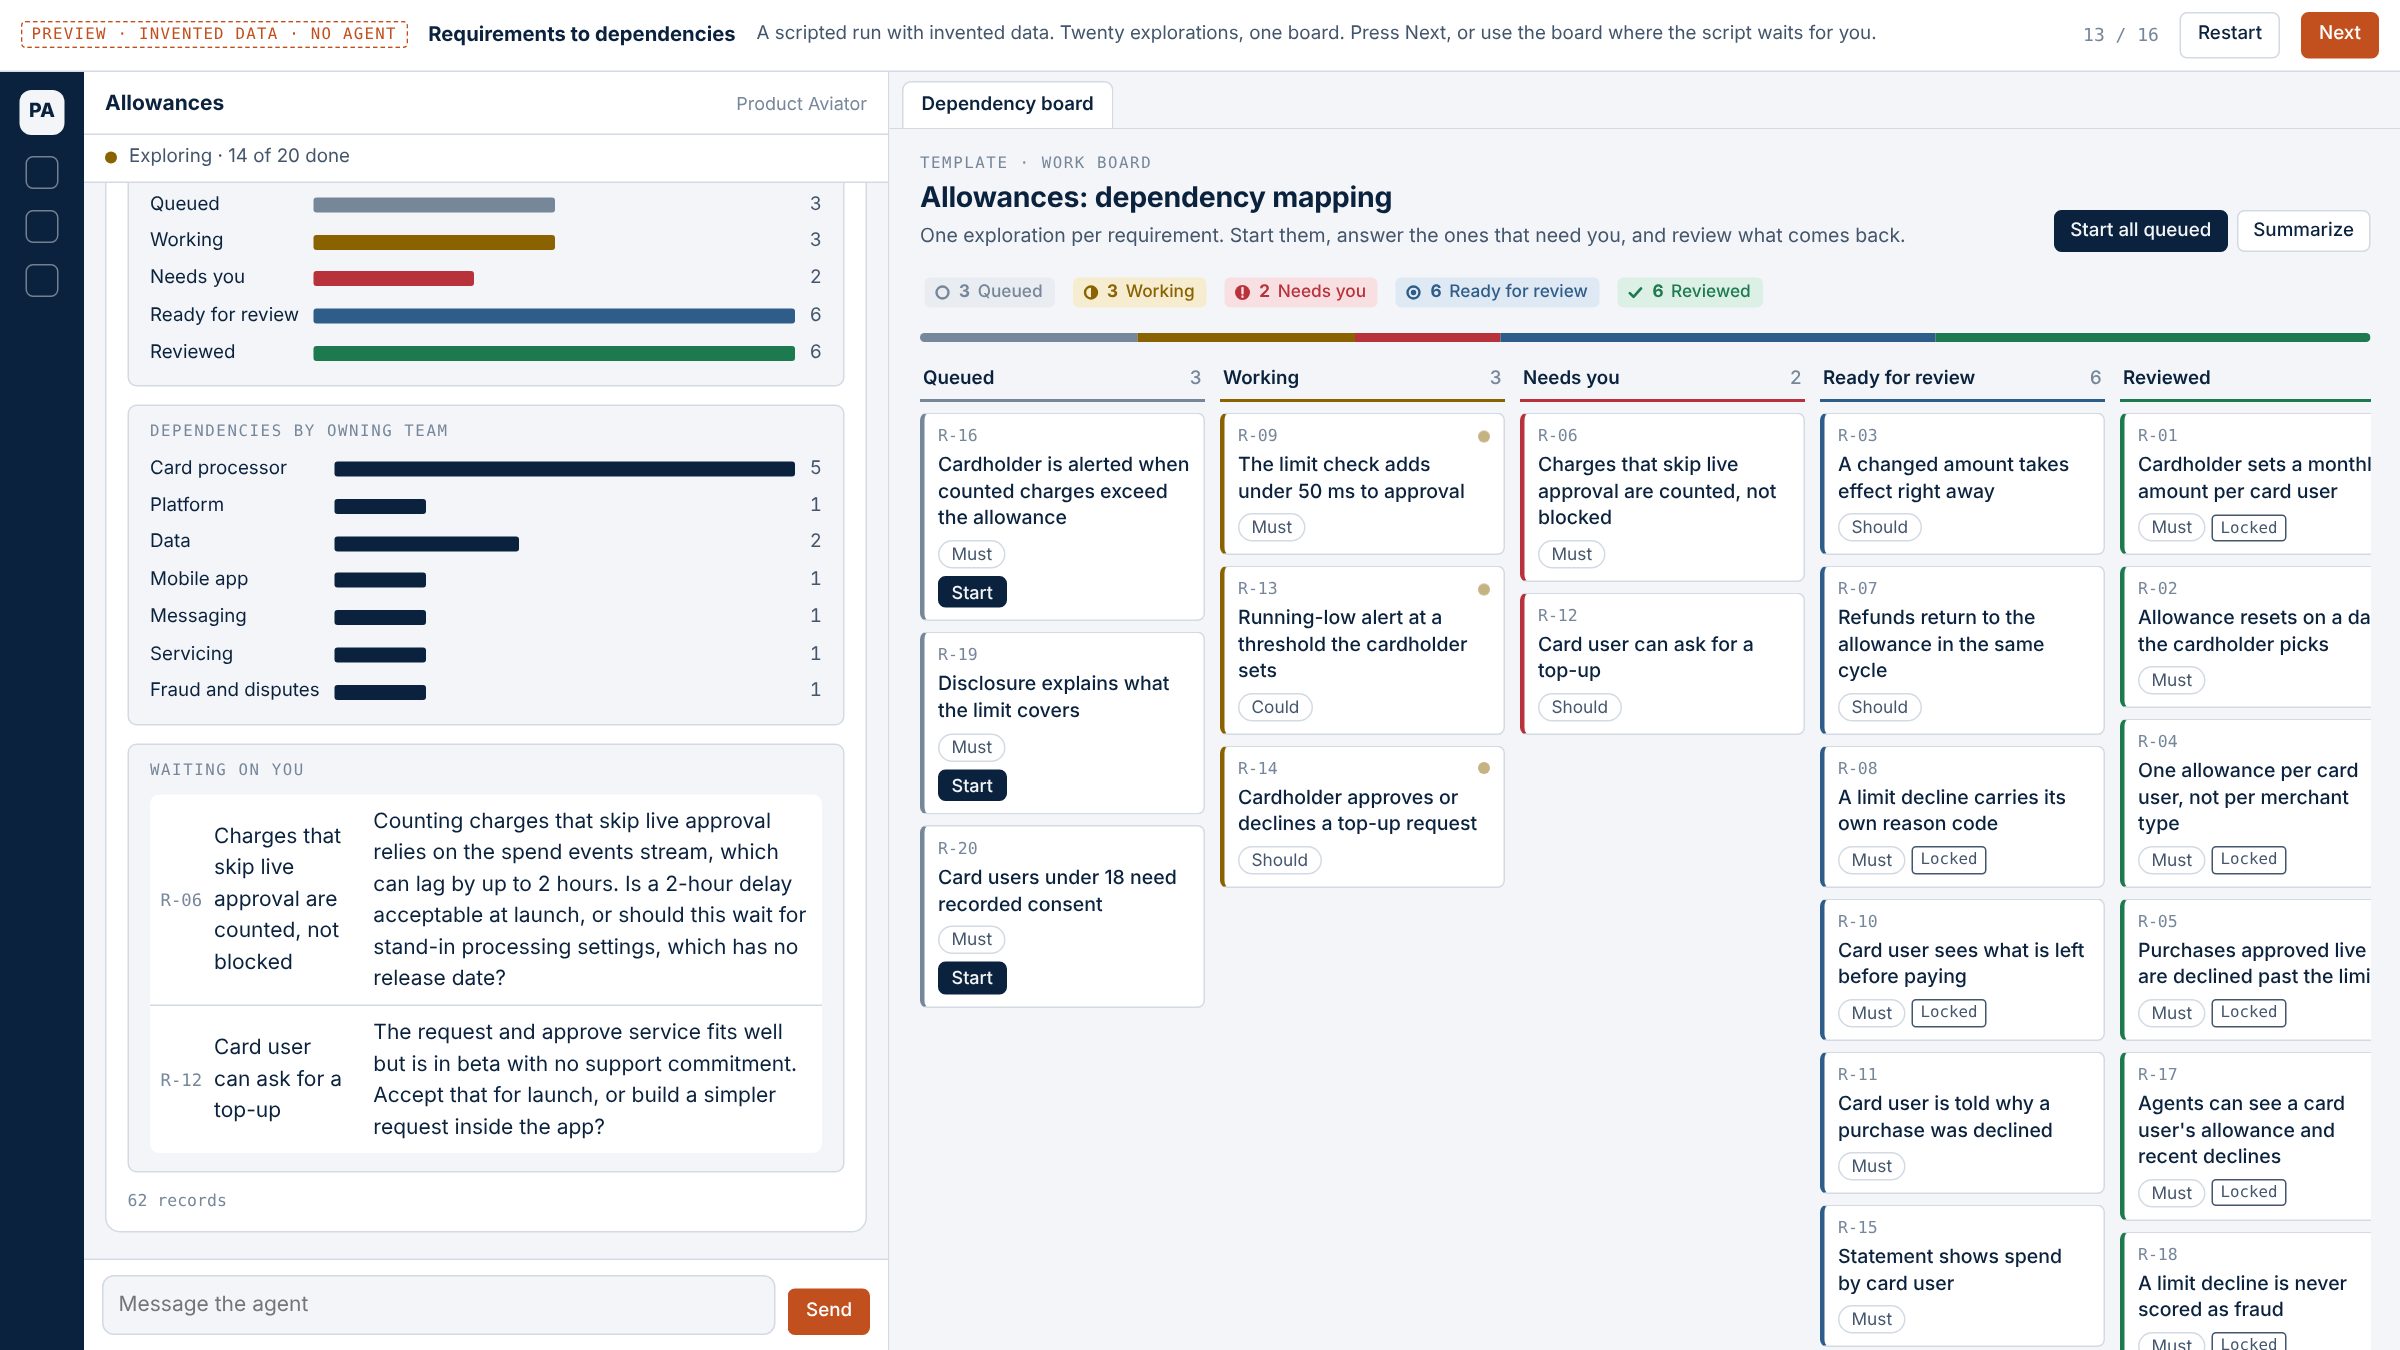 PREVIEW · INVENTED DATA · NO AGENT
Requirements to dependencies
A scripted run with invented data. Twenty explorations, one board. Press Next, or use the board where the script waits for you.
13 / 16
Restart
Next
PA
Allowances
Product Aviator
Exploring · 14 of 20 done
Queued 3
Working 3
Needs you 2
Ready for review 6
Reviewed 6
DEPENDENCIES BY OWNING TEAM
Card processor 5
Platform 1
Data 2
Mobile app 1
Messaging 1
Servicing 1
Fraud and disputes 1
WAITING ON YOU
R-06
Charges that
skip live
approval are
counted, not
blocked
Counting charges that skip live approval
relies on the spend events stream, which
can lag by up to 2 hours. Is a 2-hour delay
acceptable at launch, or should this wait for
stand-in processing settings, which has no
release date?
R-12
Card user
can ask for a
top-up
The request and approve service fits well
but is in beta with no support commitment.
Accept that for launch, or build a simpler
request inside the app?
62 records
Message the agent
Send
Dependency board
TEMPLATE · WORK BOARD
Allowances: dependency mapping
One exploration per requirement. Start them, answer the ones that need you, and review what comes back.
Start all queued
Summarize
3 Queued
3 Working
2 Needs you
6 Ready for review
6 Reviewed
Queued 3
R-16
Cardholder is alerted when
counted charges exceed
the allowance
Must
Start
R-19
Disclosure explains what
the limit covers
Must
Start
R-20
Card users under 18 need
recorded consent
Must
Start
Working 3
R-09
The limit check adds
under 50 ms to approval
Must
R-13
Running-low alert at a
threshold the cardholder
sets
Could
R-14
Cardholder approves or
declines a top-up request
Should
Needs you 2
R-06
Charges that skip live
approval are counted, not
blocked
Must
R-12
Card user can ask for a
top-up
Should
Ready for review 6
R-03
A changed amount takes
effect right away
Should
R-07
Refunds return to the
allowance in the same
cycle
Should
R-08
A limit decline carries its
own reason code
Must Locked
R-10
Card user sees what is left
before paying
Must Locked
R-11
Card user is told why a
purchase was declined
Must
R-15
Statement shows spend
by card user
Must
Reviewed
R-01
Cardholder sets a monthl
amount per card user
Must Locked
R-02
Allowance resets on a da
the cardholder picks
Must
R-04
One allowance per card
user, not per merchant
type
Must Locked
R-05
Purchases approved live
are declined past the limi
Must Locked
R-17
Agents can see a card
user's allowance and
recent declines
Must Locked
R-18
A limit decline is never
scored as fraud
Must Locked